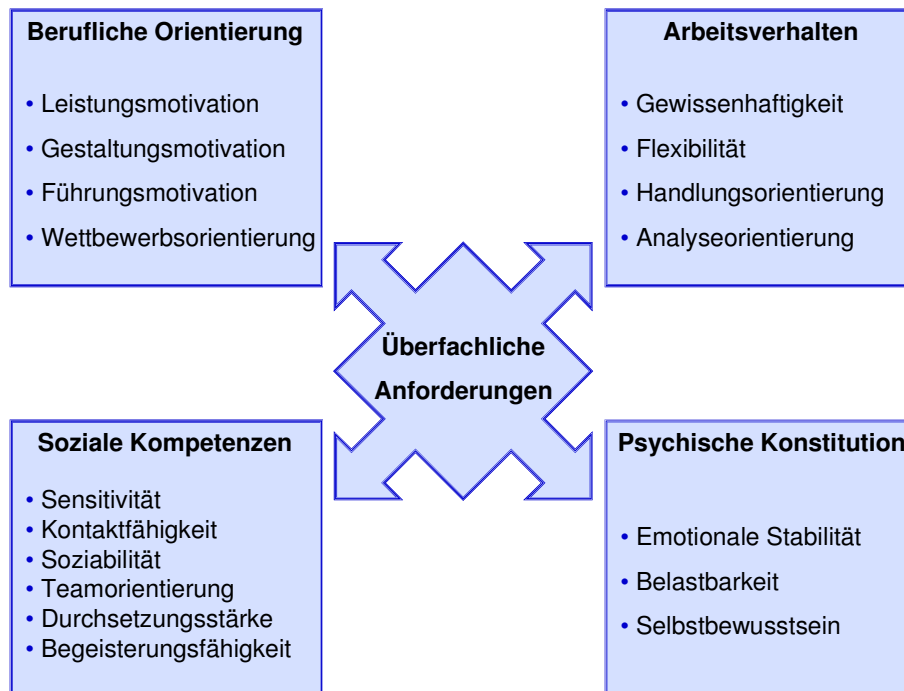 Berufliche Orientierung
• Leistungsmotivation
• Gestaltungsmotivation
• Führungsmotivation
• Wettbewerbsorientierung
Arbeitsverhalten
• Gewissenhaftigkeit
• Flexibilität
• Handlungsorientierung
• Analyseorientierung
Überfachliche
Anforderungen
Soziale Kompetenzen
• Sensitivität
• Kontaktfähigkeit
• Soziabilität
• Teamorientierung
• Durchsetzungsstärke
• Begeisterungsfähigkeit
Psychische Konstitution
• Emotionale Stabilität
• Belastbarkeit
• Selbstbewusstsein